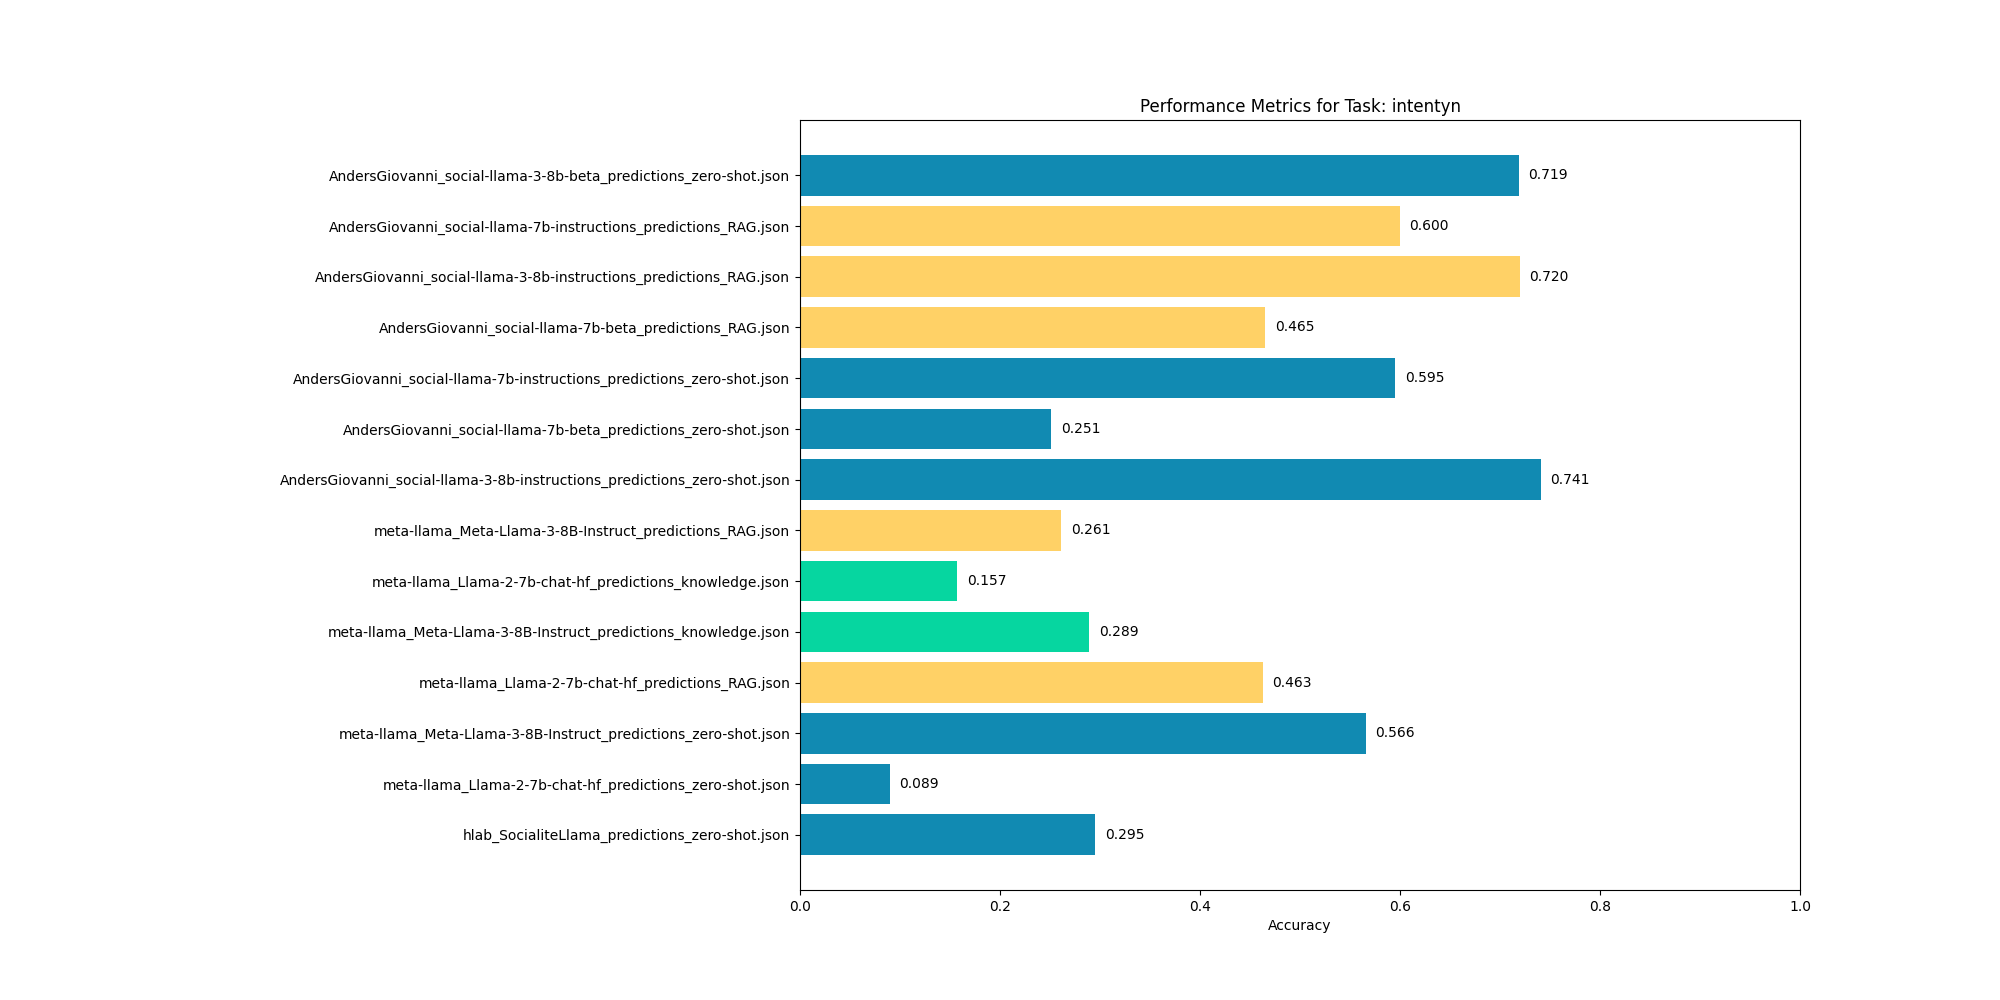 Performance Metrics for Task: intentyn
AndersGiovanni_social-llama-3-8b-beta_predictions_zero-shot.json
0.719
AndersGiovanni_social-llama-7b-instructions_predictions_RAG.json
0.600
AndersGiovanni_social-llama-3-8b-instructions_predictions_RAG.json
0.720
AndersGiovanni_social-llama-7b-beta_predictions_RAG.json
0.465
AndersGiovanni_social-llama-7b-instructions_predictions_zero-shot.json
0.595
AndersGiovanni_social-llama-7b-beta_predictions_zero-shot.json
0.251
AndersGiovanni_social-llama-3-8b-instructions_predictions_zero-shot.json
0.741
meta-llama_Meta-Llama-3-8B-Instruct_predictions_RAG.json
0.261
meta-llama_Llama-2-7b-chat-hf_predictions_knowledge.json
0.157
meta-llama_Meta-Llama-3-8B-Instruct_predictions_knowledge.json
0.289
meta-llama_Llama-2-7b-chat-hf_predictions_RAG.json
0.463
meta-llama_Meta-Llama-3-8B-Instruct_predictions_zero-shot.json
0.566
meta-llama_Llama-2-7b-chat-hf_predictions_zero-shot.json
0.089
hlab_SocialiteLlama_predictions_zero-shot.json
0.295
0.0 0.2 0.4 0.6 0.8 1.0
Accuracy